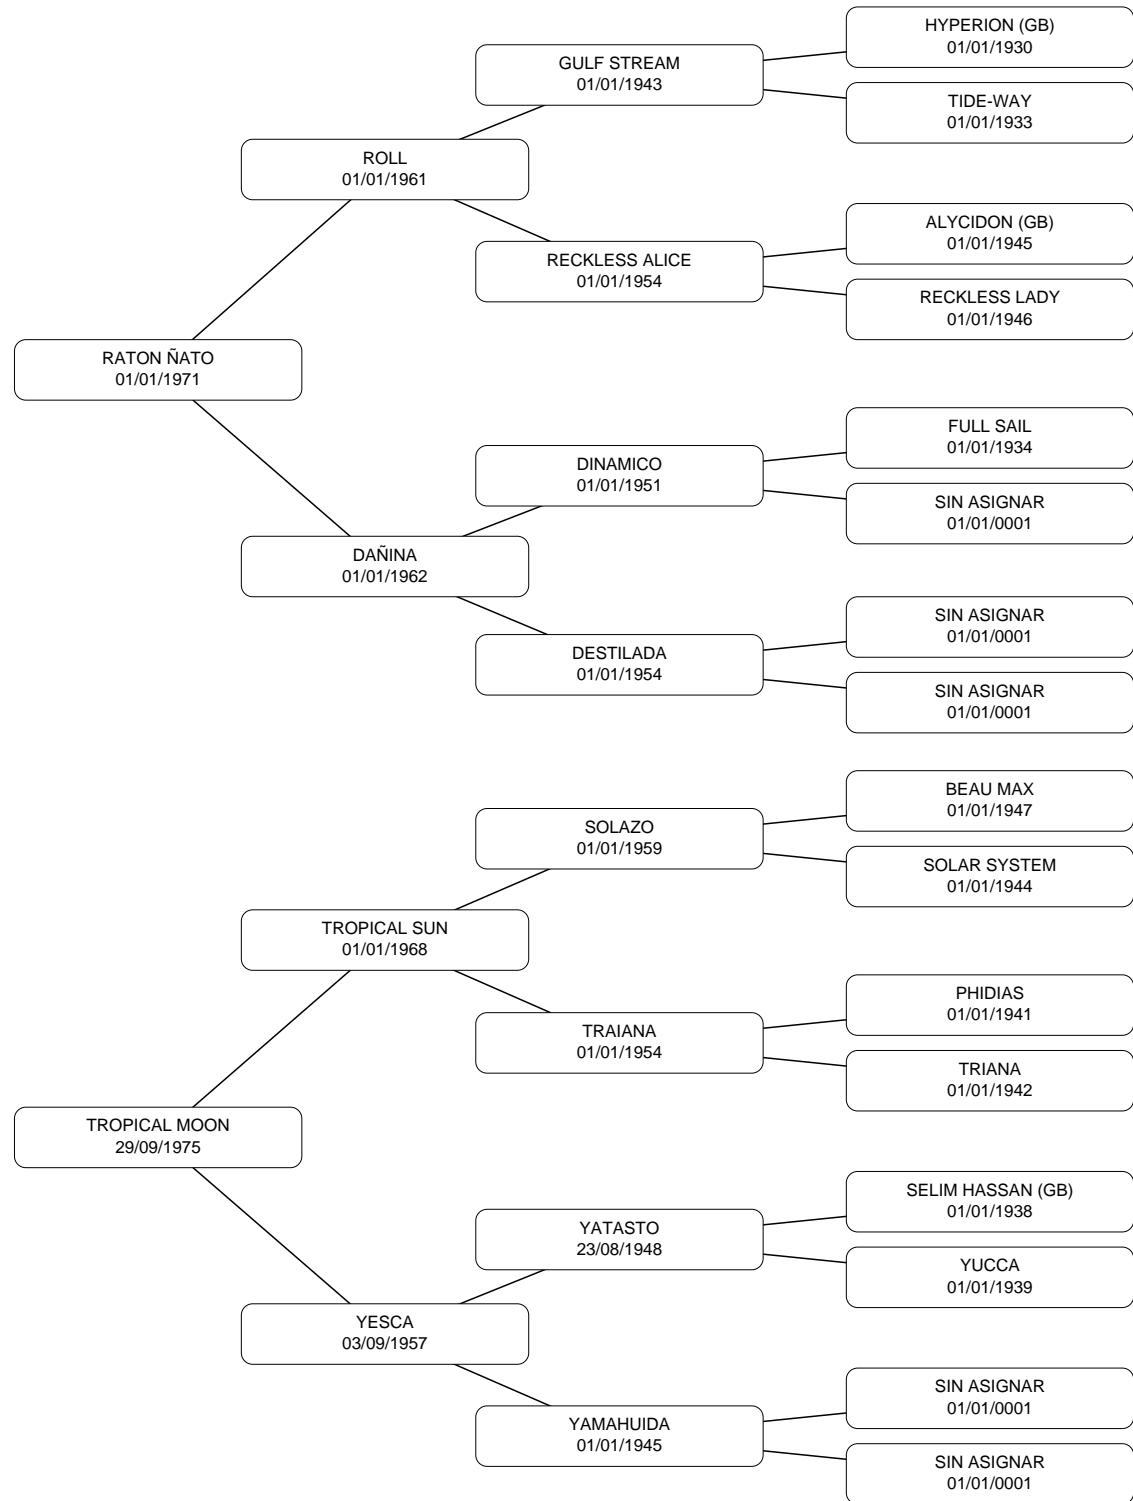 HYPERION (GB)
01/01/1930
GULF STREAM
01/01/1943
TIDE-WAY
01/01/1933
ROLL
01/01/1961
ALYCIDON (GB)
01/01/1945
RECKLESS ALICE
01/01/1954
RECKLESS LADY
01/01/1946
RATON ÑATO
01/01/1971
FULL SAIL
01/01/1934
DINAMICO
01/01/1951
SIN ASIGNAR
01/01/0001
DAÑINA
01/01/1962
SIN ASIGNAR
01/01/0001
DESTILADA
01/01/1954
SIN ASIGNAR
01/01/0001
BEAU MAX
01/01/1947
SOLAZO
01/01/1959
SOLAR SYSTEM
01/01/1944
TROPICAL SUN
01/01/1968
PHIDIAS
01/01/1941
TRAIANA
01/01/1954
TRIANA
01/01/1942
TROPICAL MOON
29/09/1975
SELIM HASSAN (GB)
01/01/1938
YATASTO
23/08/1948
YUCCA
01/01/1939
YESCA
03/09/1957
SIN ASIGNAR
01/01/0001
YAMAHUIDA
01/01/1945
SIN ASIGNAR
01/01/0001